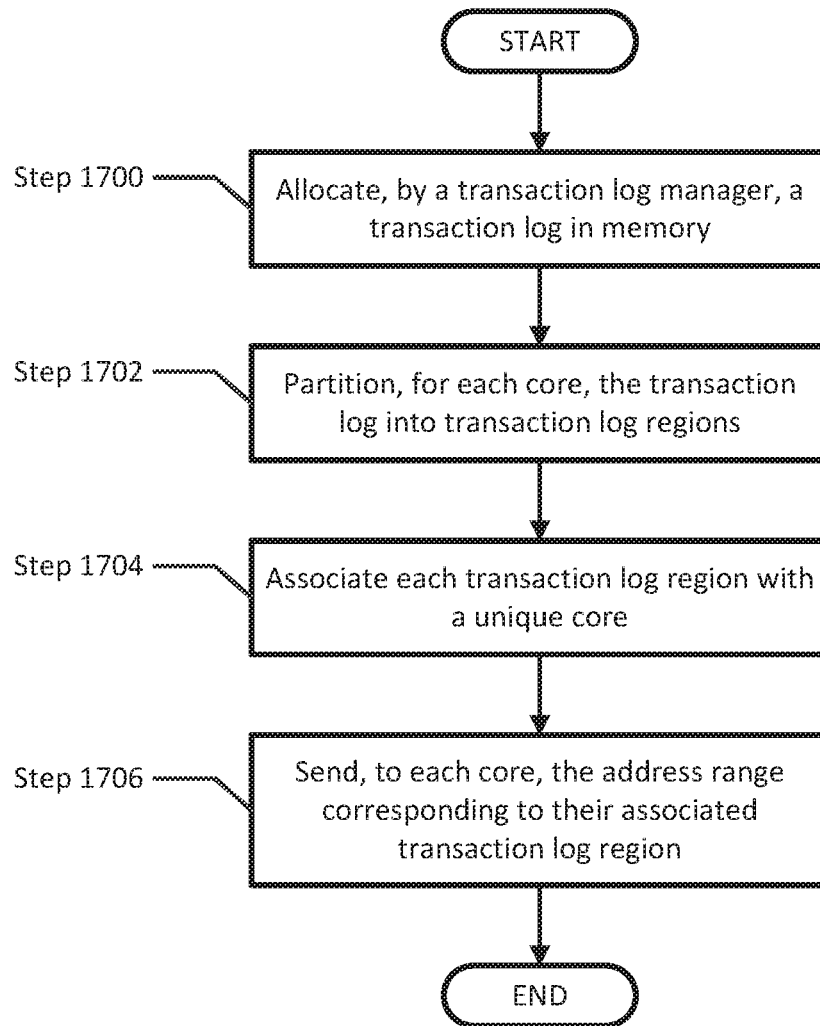 START
Step 1700
Allocate, by a transaction log manager, a
transaction log in memory
Step 1702
Partition, for each core, the transaction
log into transaction log regions
Step 1704
Associate each transaction log region with
a unique core
Step 1706
Send, to each core, the address range
corresponding to their associated
transaction log region
END